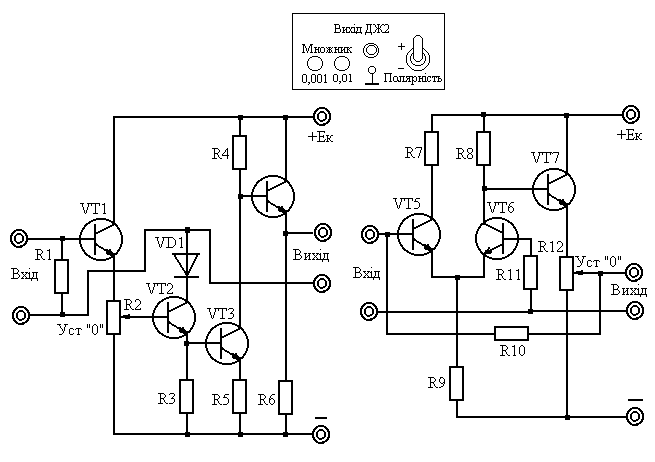 Вихід ДЖ2
Множник
+
0,001 0,01
− Полярність
+Ек
R4
VT1
R1
Вхід
VD1
Вихід
VT2
R2
Уст "0"
VT3
R3
R5
R6
−
+Ек
R7
R8
VT7
VT5
VT6
R12
Уст "0"
Вхід
R11
Вихід
R10
R9
−